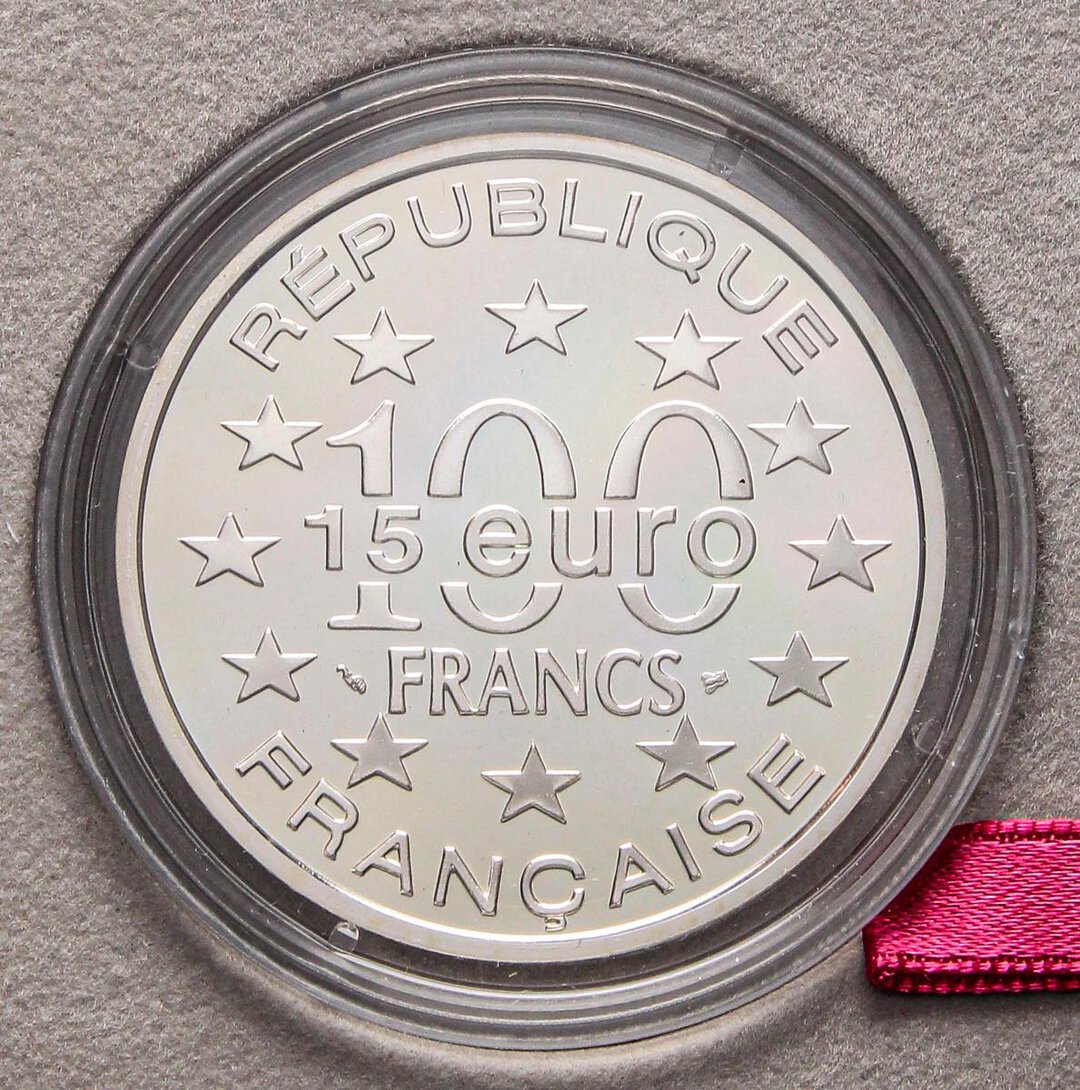 RÉPUBLIQUE
100
15 euro
FRANCS
FRANÇAISE